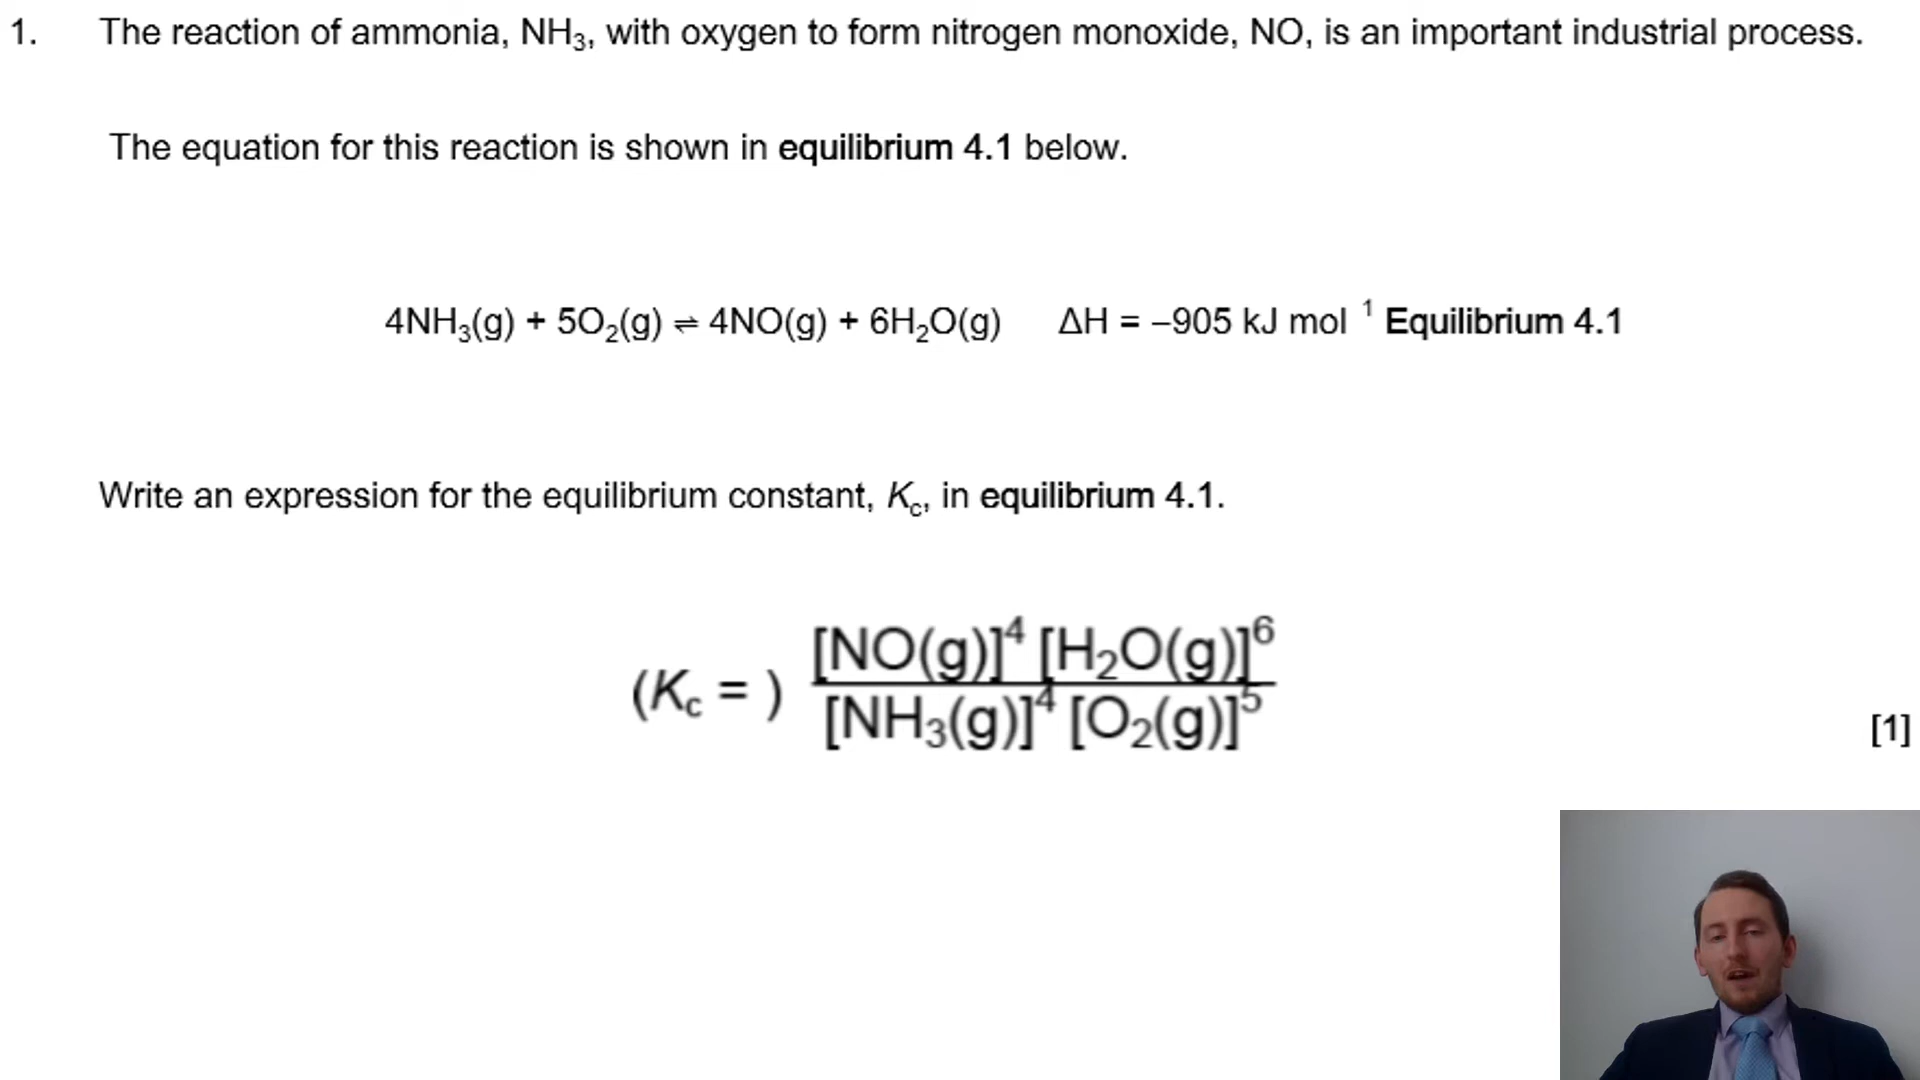 1. The reaction of ammonia, NH₃, with oxygen to form nitrogen monoxide, NO, is an important industrial process.
The equation for this reaction is shown in equilibrium 4.1 below.
4NH₃(g) + 5O₂(g) ⇌ 4NO(g) + 6H₂O(g) ΔH = –905 kJ mol ¹ Equilibrium 4.1
Write an expression for the equilibrium constant, Kc, in equilibrium 4.1.
[NO(g)]⁴ [H₂O(g)]⁶
(Kc = )
[NH₃(g)]⁴ [O₂(g)]⁵
[1]